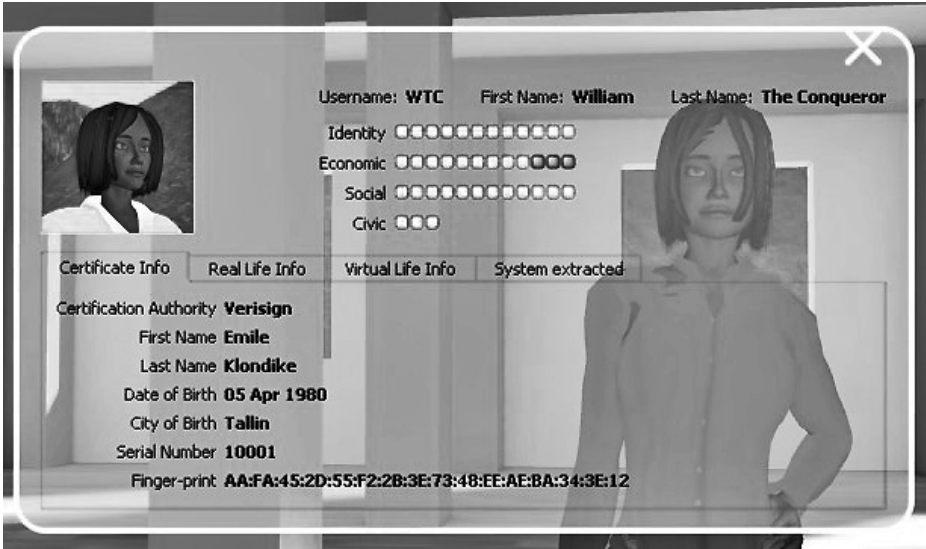 Username: WTC First Name: William Last Name: The Conqueror
Identity
Economic
Social
Civic
Certificate Info Real Life Info Virtual Life Info System extracted
Certification Authority Verisign
First Name Emile
Last Name Klondike
Date of Birth 05 Apr 1980
City of Birth Tallin
Serial Number 10001
Finger-print AA:FA:45:2D:55:F2:2B:3E:73:48:EE:AE:BA:34:3E:12